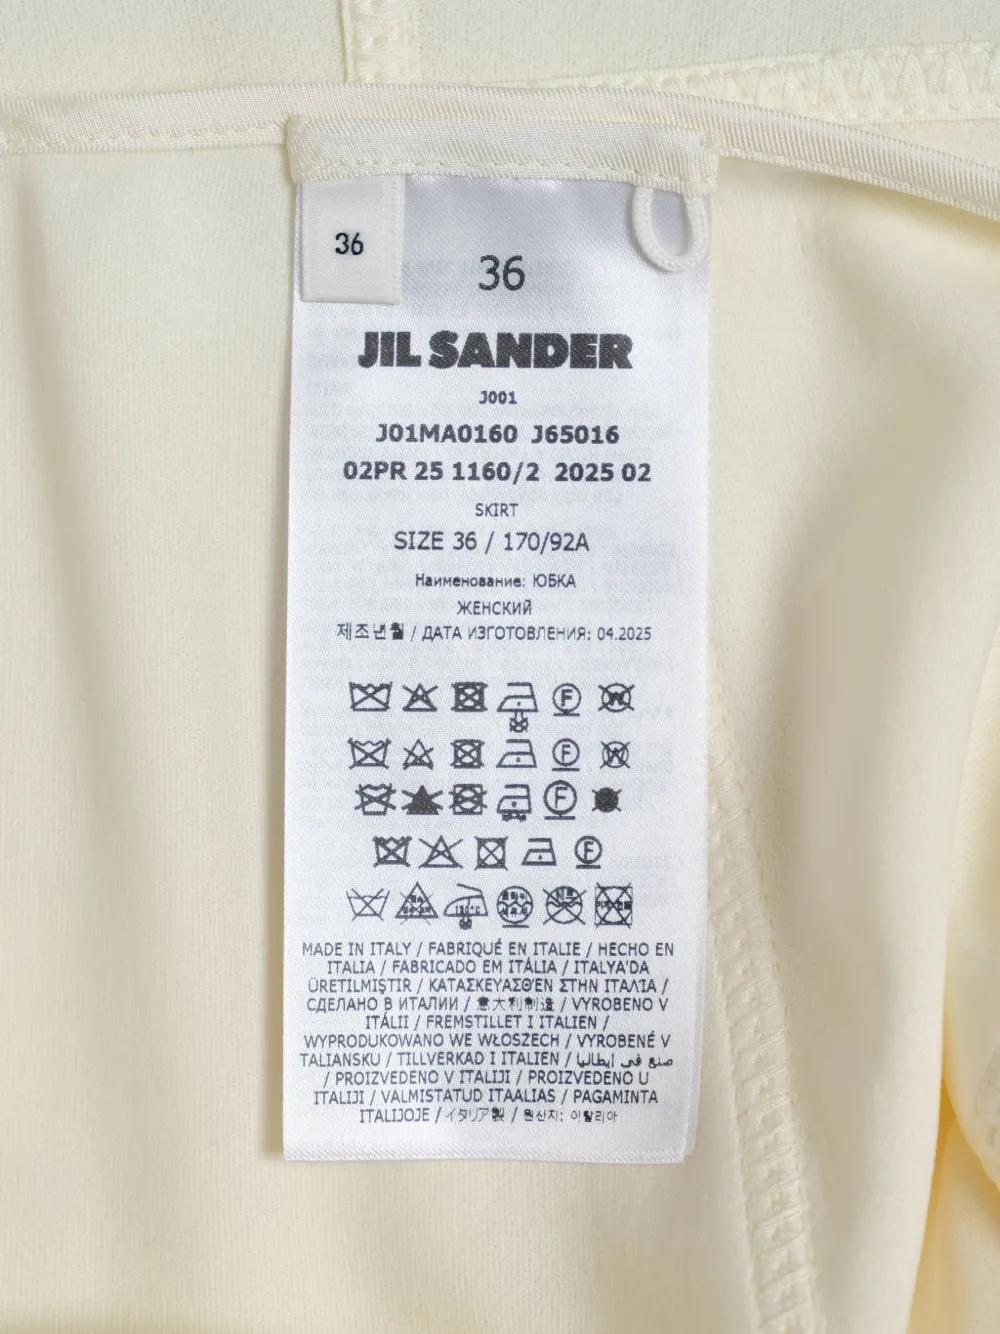 36
36
JIL SANDER
J001
J01MA0160 J65016
02PR 25 1160/2 2025 02
SKIRT
SIZE 36 / 170/92A
Наименование: ЮБКА
ЖЕНСКИЙ
제조년월 / ДАТА ИЗГОТОВЛЕНИЯ: 04.2025
F W
F W
F
F
MADE IN ITALY / FABRIQUÉ EN ITALIE / HECHO EN
ITALIA / FABRICADO EM ITÁLIA / ITALYA'DA
ÜRETILMIŞTIR / ΚΑΤΑΣΚΕΥΑΣΘ'ΕΝ ΣΤΗΝ ΙΤΑΛ'ΙΑ /
СДЕЛАНО В ИТАЛИИ / 意大利制造 / VYROBENO V
ITÁLII / FREMSTILLET I ITALIEN /
WYPRODUKOWANO WE WŁOSZECH / VYROBENÉ V
TALIANSKU / TILLVERKAD I ITALIEN / صنع في ايطاليا
/ PROIZVEDENO V ITALIJI / PROIZVEDENO U
ITALIJI / VALMISTATUD ITAALIAS / PAGAMINTA
ITALIJOJE / イタリア製 / 원산지: 이탈리아